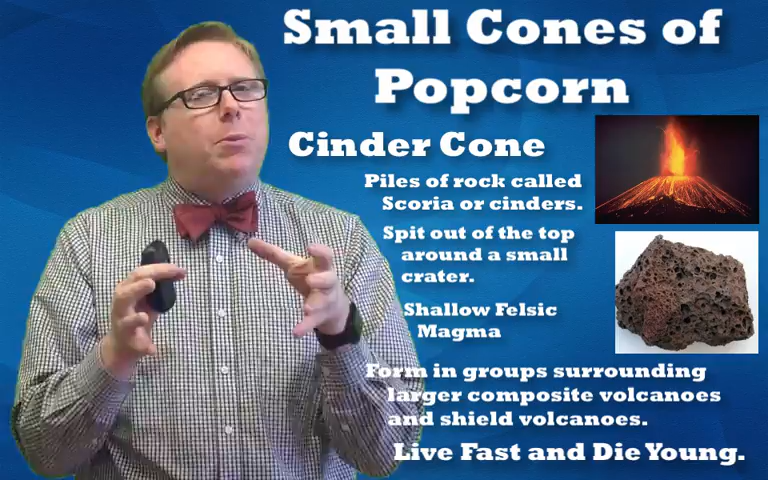 Small Cones of
Popcorn
Cinder Cone
Piles of rock called
Scoria or cinders.
Spit out of the top
around a small
crater.
Shallow Felsic
Magma
Form in groups surrounding
larger composite volcanoes
and shield volcanoes.
Live Fast and Die Young.